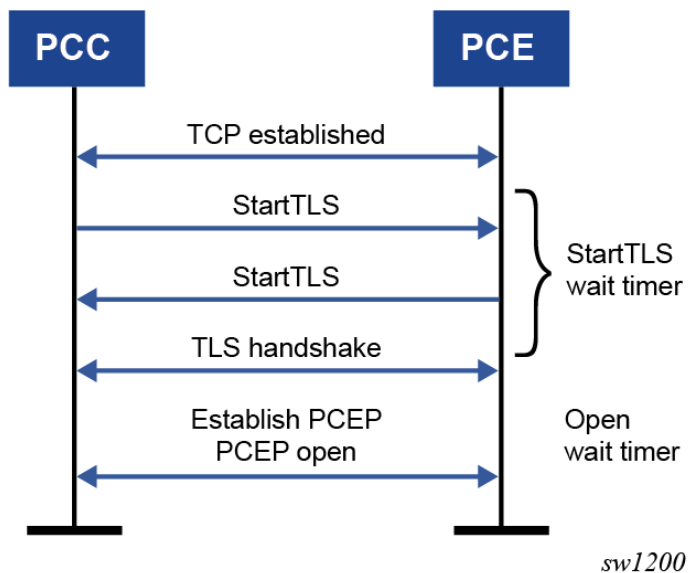 PCC
PCE
TCP established
StartTLS
StartTLS
StartTLS
wait timer
TLS handshake
Establish PCEP
PCEP open
Open
wait timer
sw1200